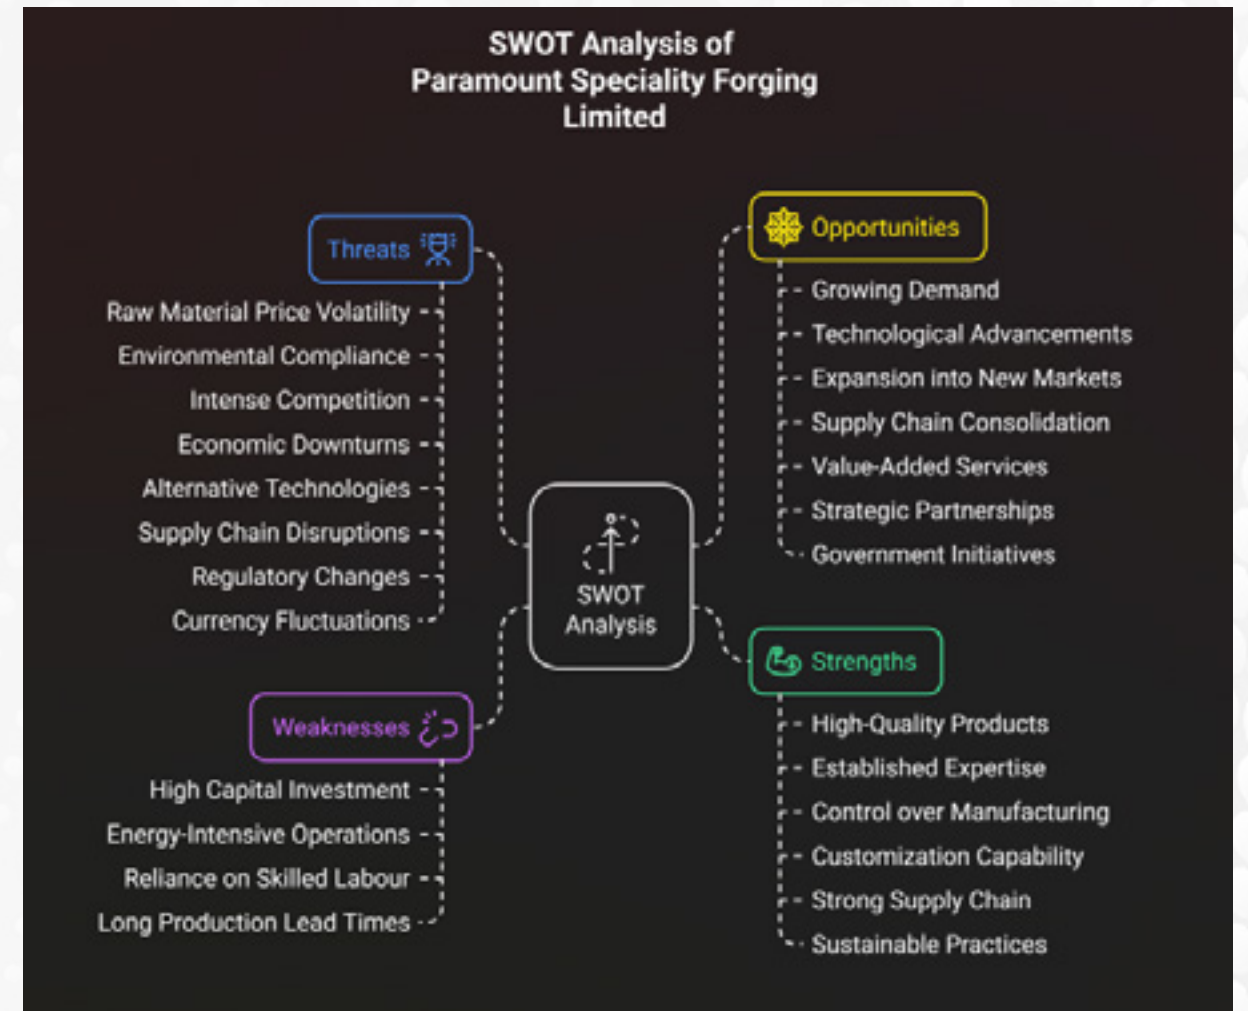 SWOT Analysis of
Paramount Speciality Forging
Limited
Threats
Raw Material Price Volatility
Environmental Compliance
Intense Competition
Economic Downturns
Alternative Technologies
Supply Chain Disruptions
Regulatory Changes
Currency Fluctuations
Weaknesses
High Capital Investment
Energy-Intensive Operations
Reliance on Skilled Labour
Long Production Lead Times
SWOT
Analysis
Opportunities
Growing Demand
Technological Advancements
Expansion into New Markets
Supply Chain Consolidation
Value-Added Services
Strategic Partnerships
Government Initiatives
Strengths
High-Quality Products
Established Expertise
Control over Manufacturing
Customization Capability
Strong Supply Chain
Sustainable Practices